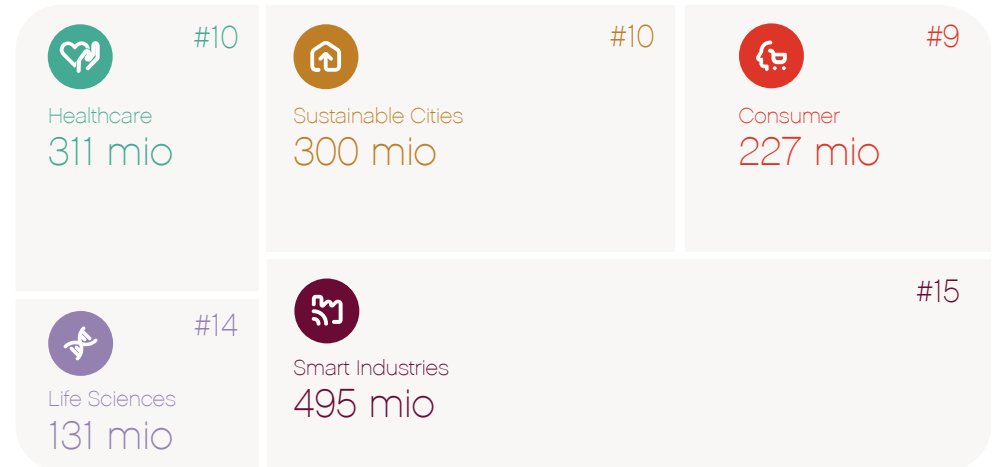 #10
Healthcare
311 mio
#10
Sustainable Cities
300 mio
#9
Consumer
227 mio
#14
Life Sciences
131 mio
#15
Smart Industries
495 mio